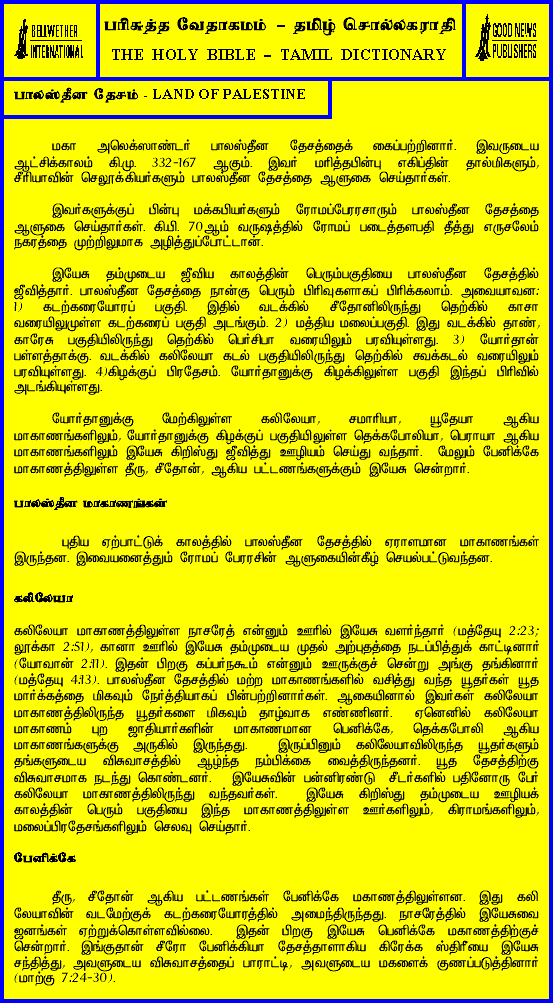 BELLWETHER
INTERNATIONAL
பரிசுத்த வேதாகமம் – தமிழ் சொல்லகராதி
THE HOLY BIBLE – TAMIL DICTIONARY
GOOD NEWS
PUBLISHERS
பாலஸ்தீன தேசம் - LAND OF PALESTINE
மகா அலெக்ஸாண்டர் பாலஸ்தீன தேசத்தைக் கைப்பற்றினார். இவருடைய
ஆட்சிக்காலம் கி.மு. 332-167 ஆகும். இவர் மரித்தபின்பு எகிப்தின் தால்மிகளும்,
சீரியாவின் செலூக்கியர்களும் பாலஸ்தீன தேசத்தை ஆளுகை செய்தார்கள்.
இவர்களுக்குப் பின்பு மக்கபியர்களும் ரோமப்பேரரசாரும் பாலஸ்தீன தேசத்தை
ஆளுகை செய்தார்கள். கி.பி. 70ஆம் வருஷத்தில் ரோமப் படைத்தளபதி தீத்து எருசலேம்
நகரத்தை முற்றிலுமாக அழித்துப்போட்டான்.
இயேசு தம்முடைய ஜீவிய காலத்தின் பெரும்பகுதியை பாலஸ்தீன தேசத்தில்
ஜீவித்தார். பாலஸ்தீன தேசத்தை நான்கு பெரும் பிரிவுகளாகப் பிரிக்கலாம். அவையாவன:
1) கடற்கரையோரப் பகுதி. இதில் வடக்கில் சீதோனிலிருந்து தெற்கில் காசா
வரையிலுமுள்ள கடற்கரைப் பகுதி அடங்கும். 2) மத்திய மலைப்பகுதி. இது வடக்கில் தாண்,
காரேசு பகுதியிலிருந்து தெற்கில் பெர்சிபா வரையிலும் பரவியுள்ளது. 3) யோர்தான்
பள்ளத்தாக்கு. வடக்கில் கலிலேயா கடல் பகுதியிலிருந்து தெற்கில் சவக்கடல் வரையிலும்
பரவியுள்ளது. 4)கிழக்குப் பிரதேசம். யோர்தானுக்கு கிழக்கிலுள்ள பகுதி இந்தப் பிரிவில்
அடங்கியுள்ளது.
யோர்தானுக்கு மேற்கிலுள்ள கலிலேயா, சமாரியா, யூதேயா ஆகிய
மாகாணங்களிலும், யோர்தானுக்கு கிழக்குப் பகுதியிலுள்ள தெக்கபோலியா, பெராயா ஆகிய
மாகாணங்களிலும் இயேசு கிறிஸ்து ஜீவித்து ஊழியம் செய்து வந்தார். மேலும் பேனிக்கே
மாகாணத்திலுள்ள தீரு, சீதோன், ஆகிய பட்டணங்களுக்கும் இயேசு சென்றார்.
பாலஸ்தீன மாகாணங்கள்
புதிய ஏற்பாட்டுக் காலத்தில் பாலஸ்தீன தேசத்தில் ஏராளமான மாகாணங்கள்
இருந்தன. இவையனைத்தும் ரோமப் பேரரசின் ஆளுகையின்கீழ் செயல்பட்டுவந்தன.
கலிலேயா
கலிலேயா மாகாணத்திலுள்ள நாசரேத் என்னும் ஊரில் இயேசு வளர்ந்தார் (மத்தேயு 2:23;
லூக்கா 2:51), கானா ஊரில் இயேசு தம்முடைய முதல் அற்புதத்தை நடப்பித்துக் காட்டினார்
(யோவான் 2:11). இதன் பிறகு கப்பர்நகூம் என்னும் ஊருக்குச் சென்று அங்கு தங்கினார்
(மத்தேயு 4:13). பாலஸ்தீன தேசத்தில் மற்ற மாகாணங்களில் வசித்து வந்த யூதர்கள் யூத
மார்க்கத்தை மிகவும் நேர்த்தியாகப் பின்பற்றினார்கள். ஆகையினால் இவர்கள் கலிலேயா
மாகாணத்திலிருந்த யூதர்களை மிகவும் தாழ்வாக எண்ணினர். ஏனெனில் கலிலேயா
மாகாணம் புற ஜாதியார்களின் மாகாணமான பெனிக்கே, தெக்கபோலி ஆகிய
மாகாணங்களுக்கு அருகில் இருந்தது. இருப்பினும் கலிலேயாவிலிருந்த யூதர்களும்
தங்களுடைய விசுவாசத்தில் ஆழ்ந்த நம்பிக்கை வைத்திருந்தனர். யூத தேசத்திற்கு
விசுவாசமாக நடந்து கொண்டனர். இயேசுவின் பன்னிரண்டு சீடர்களில் பதினோரு பேர்
கலிலேயா மாகாணத்திலிருந்து வந்தவர்கள். இயேசு கிறிஸ்து தம்முடைய ஊழியக்
காலத்தின் பெரும் பகுதியை இந்த மாகாணத்திலுள்ள ஊர்களிலும், கிராமங்களிலும்,
மலைப்பிரதேசங்களிலும் செலவு செய்தார்.
பேனிக்கே
தீரு, சீதோன் ஆகிய பட்டணங்கள் பேனிக்கே மகாணத்திலுள்ளன. இது கலி
லேயாவின் வடமேற்குக் கடற்கரையோரத்தில் அமைந்திருந்தது. நாசரேத்தில் இயேசுவை
ஜனங்கள் ஏற்றுக்கொள்ளவில்லை. இதன் பிறகு இயேசு பெனிக்கே மகாணத்திற்குச்
சென்றார். இங்குதான் சீரோ பேனிக்கியா தேசத்தாளாகிய கிரேக்க ஸ்திரீயை இயேசு
சந்தித்து, அவளுடைய விசுவாசத்தைப் பாராட்டி, அவளுடைய மகளைக் குணப்படுத்தினார்
(மாற்கு 7:24-30).